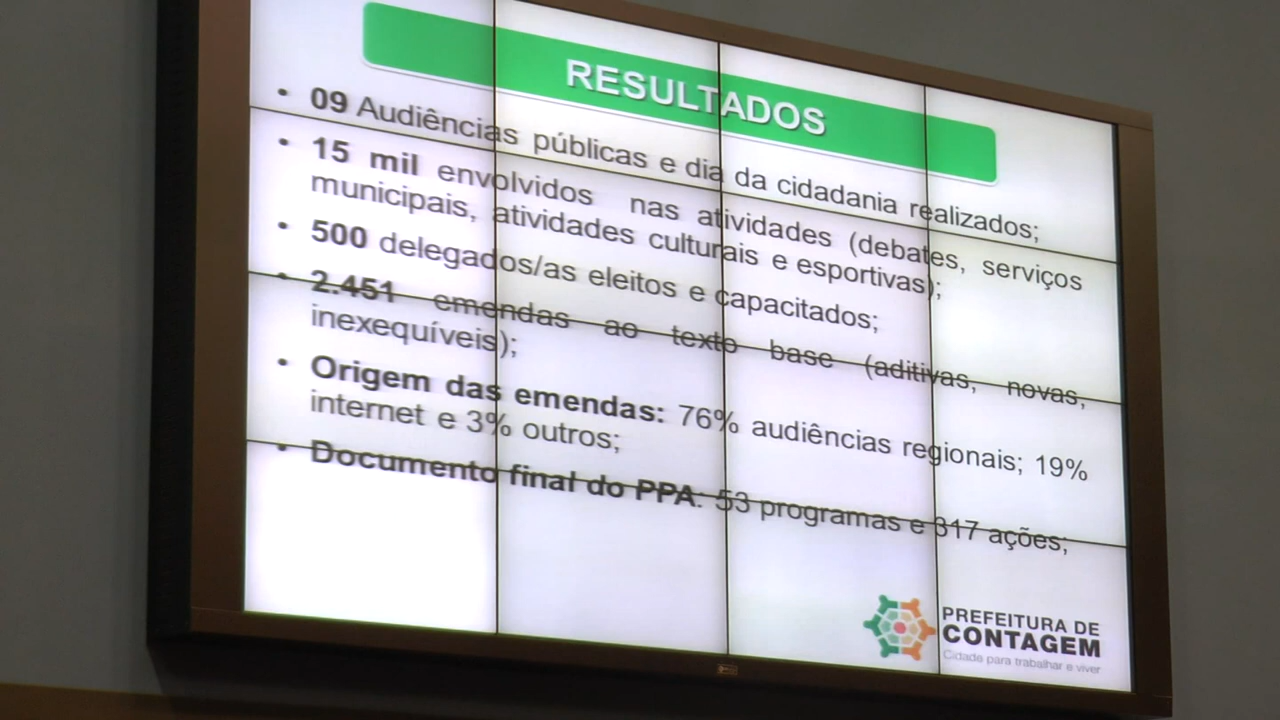 RESULTADOS
• 09 Audiências públicas e dia da cidadania realizados;
• 15 mil envolvidos nas atividades (debates, serviços
municipais, atividades culturais e esportivas);
• 500 delegados/as eleitos e capacitados;
• 2.451 emendas ao texto base (aditivas, novas,
inexequíveis);
• Origem das emendas: 76% audiências regionais; 19%
internet e 3% outros;
• Documento final do PPA: 53 programas e 317 ações;
PREFEITURA DE
CONTAGEM
Cidade para trabalhar e viver